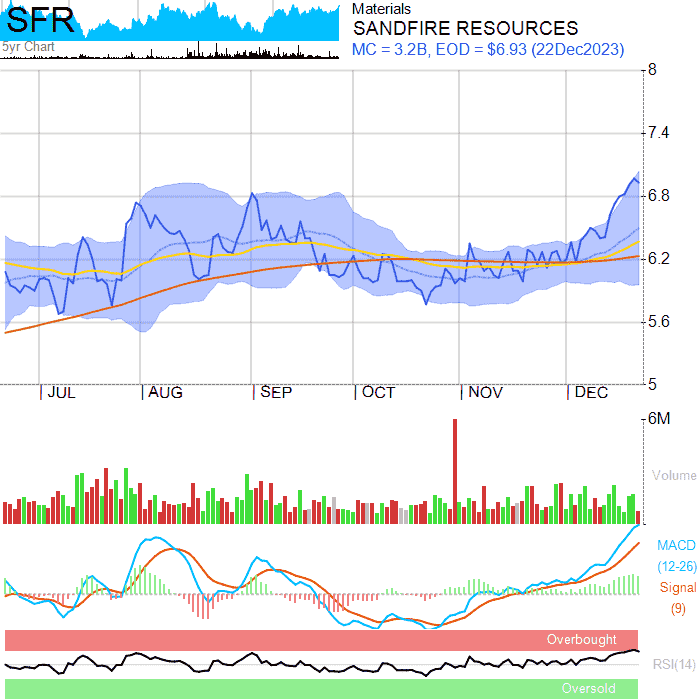 SFR
5yr Chart
Materials
SANDFIRE RESOURCES
MC = 3.2B, EOD = $6.93 (22Dec2023)
8
7.4
6.8
6.2
5.6
5
JUL AUG SEP OCT NOV DEC
6M
Volume
MACD
(12-26)
Signal
(9)
Overbought
RSI(14)
Oversold